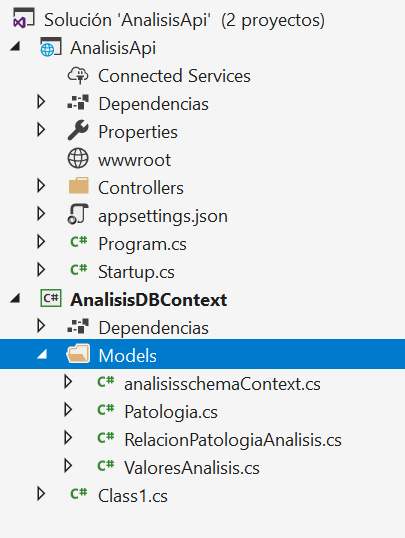 Solución 'AnalisisApi' (2 proyectos)
AnalisisApi
Connected Services
Dependencias
Properties
wwwroot
Controllers
appsettings.json
C# Program.cs
C# Startup.cs
C# AnalisisDBContext
Dependencias
Models
C# analisisschemaContext.cs
C# Patologia.cs
C# RelacionPatologiaAnalisis.cs
C# ValoresAnalisis.cs
C# Class1.cs